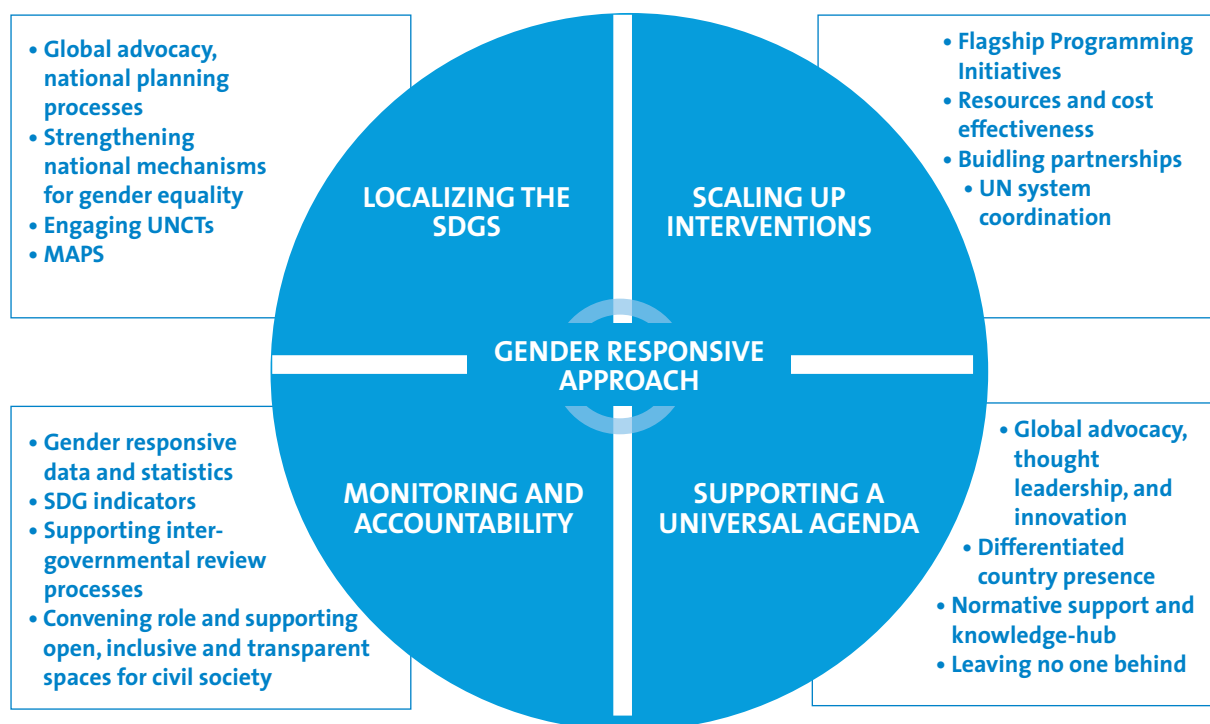 • Global advocacy,
national planning
processes
• Strengthening
national mechanisms
for gender equality
• Engaging UNCTs
• MAPS
LOCALIZING THE
SDGS
SCALING UP
INTERVENTIONS
• Flagship Programming
Initiatives
• Resources and cost
effectiveness
• Buidling partnerships
• UN system
coordination
GENDER RESPONSIVE
APPROACH
• Gender responsive
data and statistics
• SDG indicators
• Supporting inter-
governmental review
processes
• Convening role and supporting
open, inclusive and transparent
spaces for civil society
MONITORING AND
ACCOUNTABILITY
SUPPORTING A
UNIVERSAL AGENDA
• Global advocacy,
thought
leadership, and
innovation
• Differentiated
country presence
• Normative support and
knowledge-hub
• Leaving no one behind